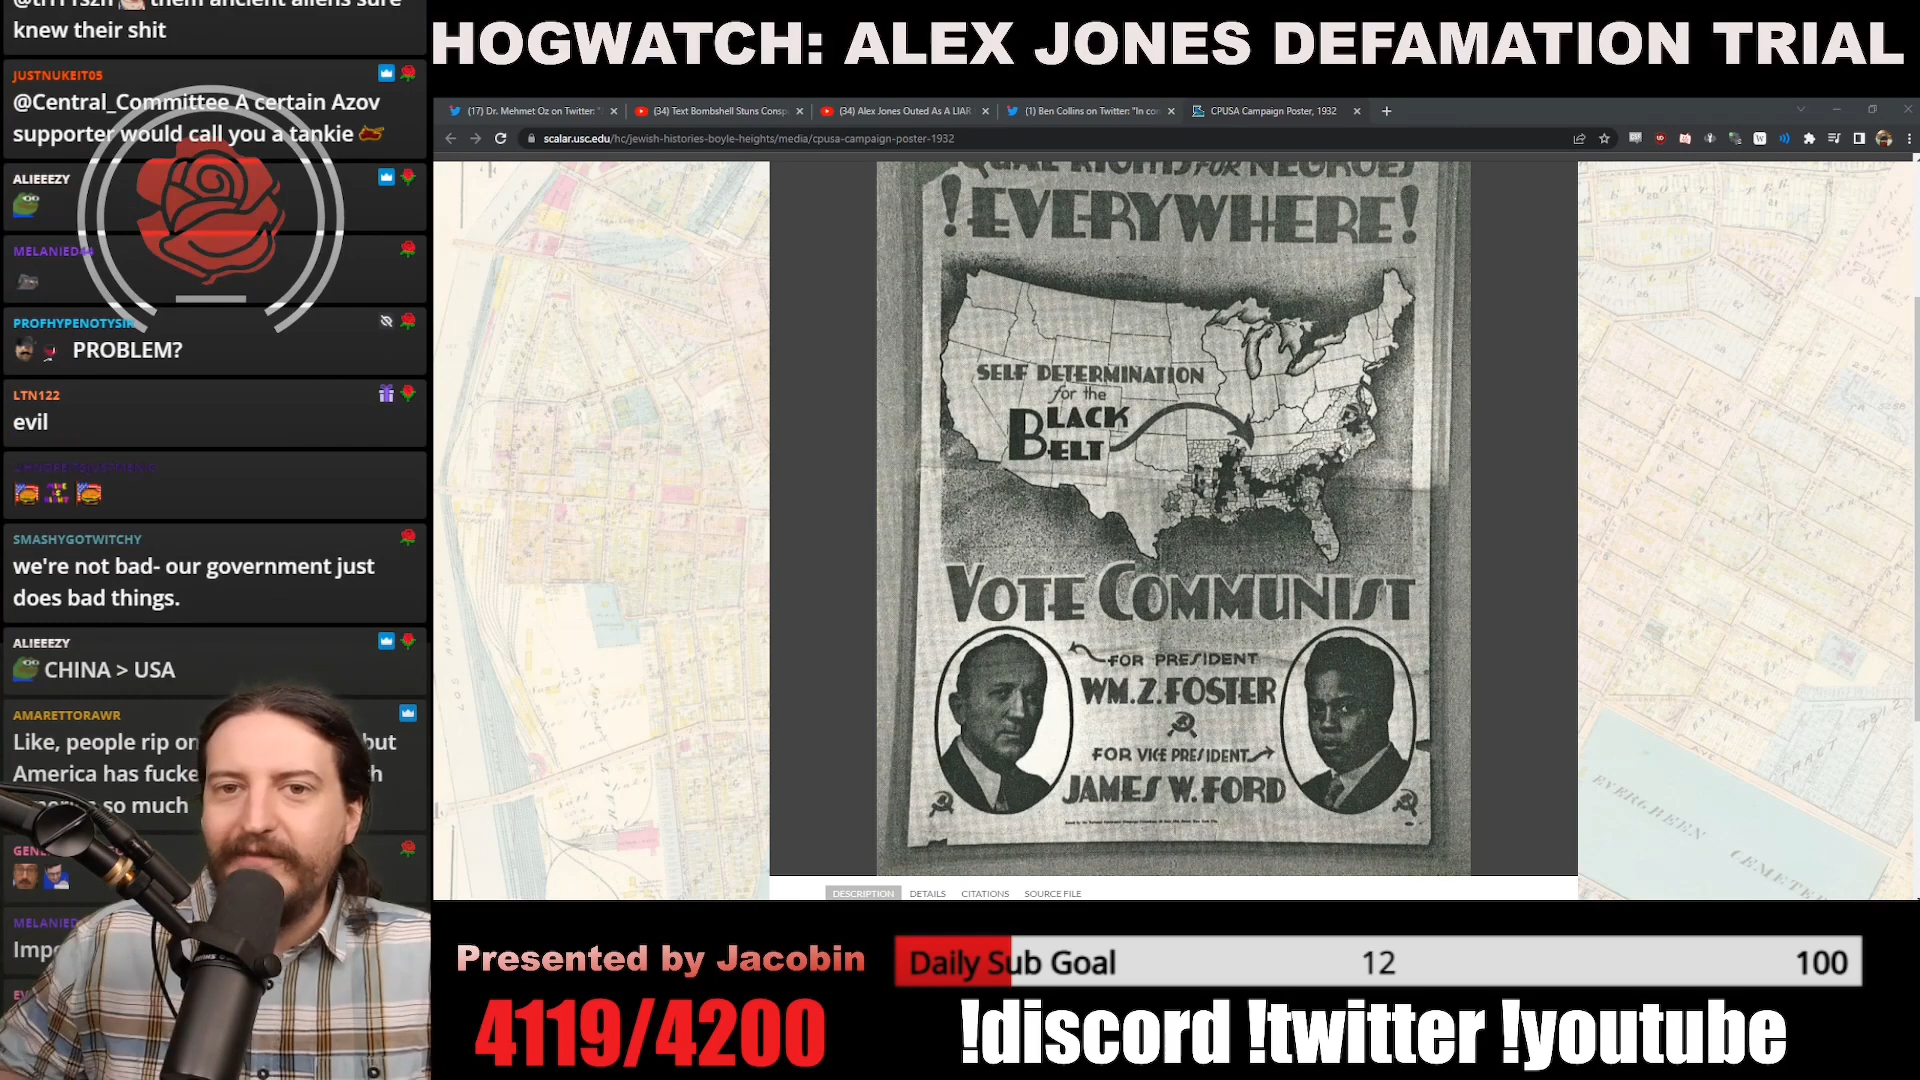 knew their shit
JUSTNUKEIT05
@Central_Committee A certain Azov
supporter would call you a tankie
ALIEEEZY
PROBLEM?
LTN122
evil
SMASHYGOTWITCHY
we're not bad- our government just
does bad things.
ALIEEEZY
CHINA > USA
AMARETTORAWR
Like, people rip on
but
America has fucke
so much
HOGWATCH: ALEX JONES DEFAMATION TRIAL
(17) Dr. Mehmet Oz on Twitter: "
(34) Text Bombshell Stuns Consp
(34) Alex Jones Outed As A LIAR
(1) Ben Collins on Twitter: "In co
CPUSA Campaign Poster, 1932
scalar.usc.edu/hc/jewish-histories-boyle-heights/media/cpusa-campaign-poster-1932
EQUAL RIGHTS FOR NEGROES
!EVERYWHERE!
SELF DETERMINATION
for the
BLACK
BELT
VOTE COMMUNIST
FOR PRESIDENT
WM.Z.FOSTER
FOR VICE PRESIDENT
JAMES W. FORD
EVERGREEN CEMETE
DESCRIPTION DETAILS CITATIONS SOURCE FILE
Presented by Jacobin
Daily Sub Goal 12 100
4119/4200
!discord !twitter !youtube